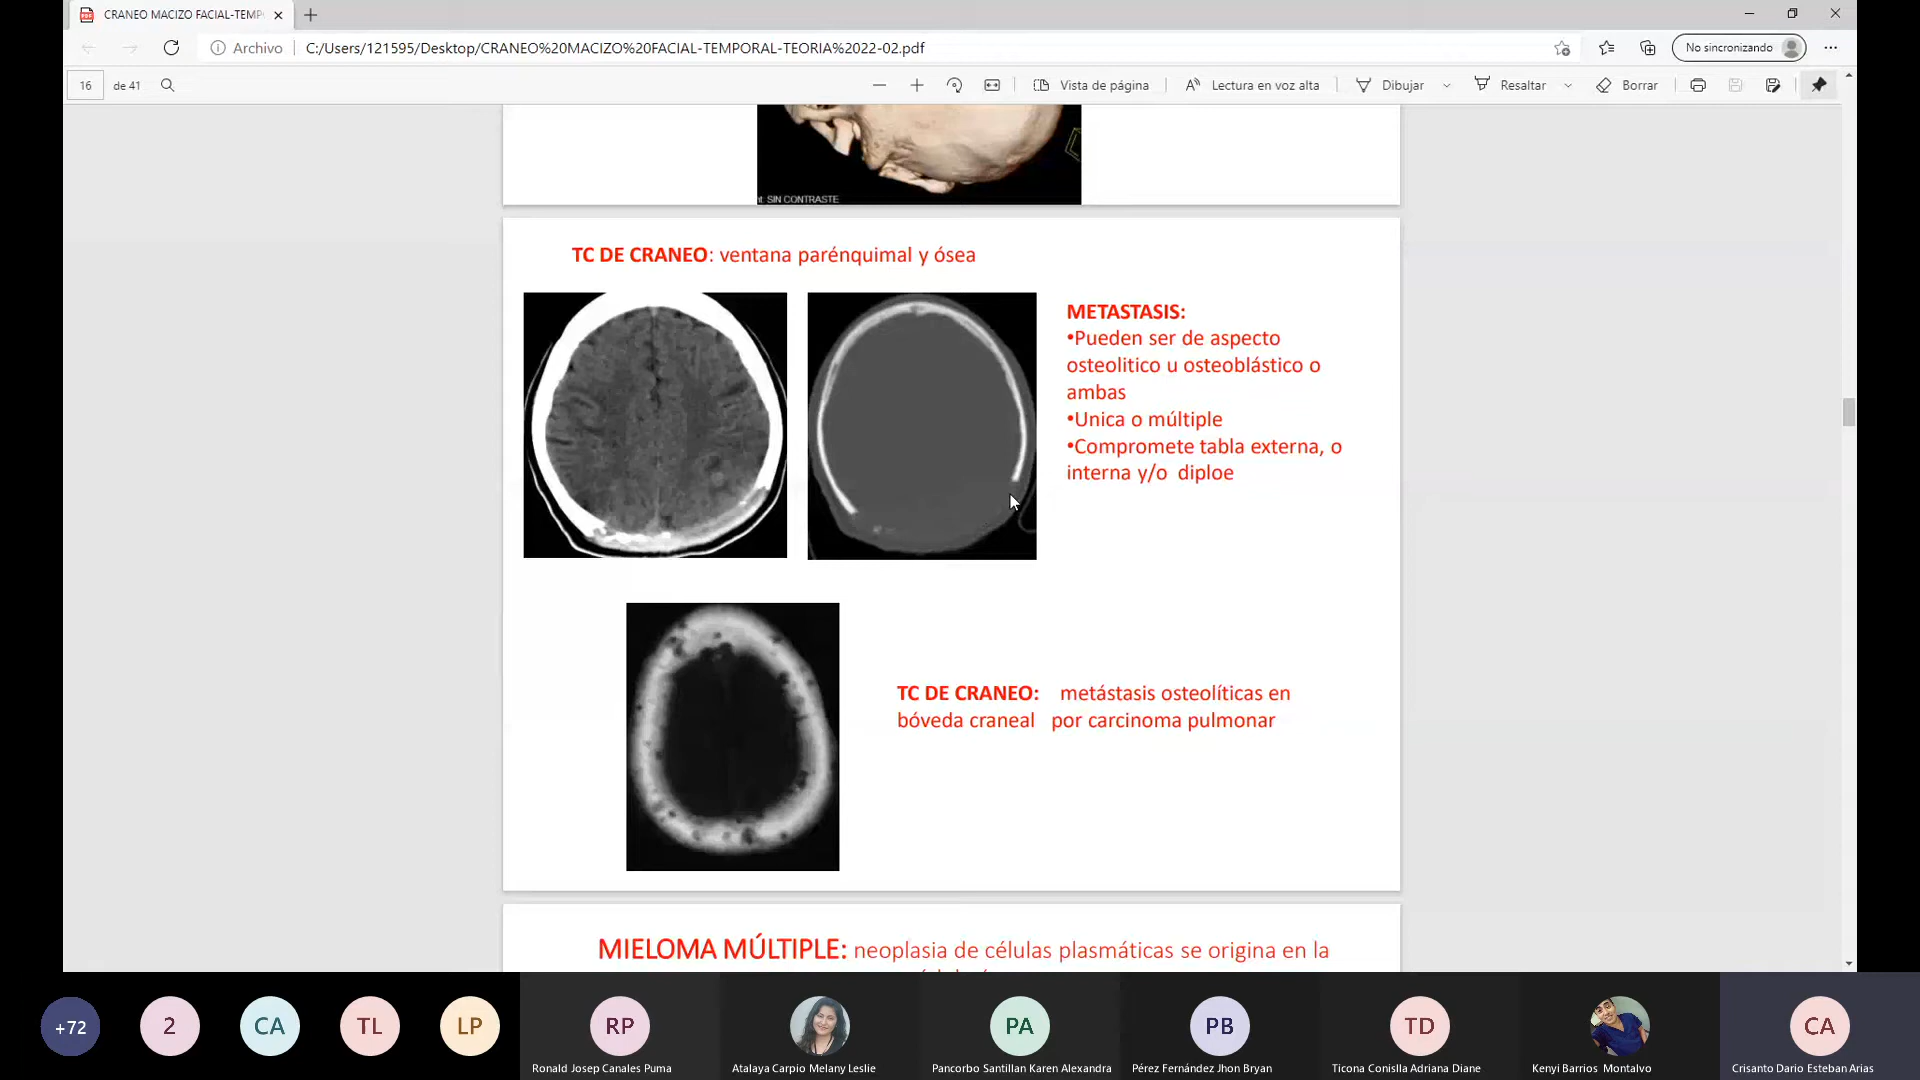 CRANEO MACIZO FACIAL-TEMP
Archivo
C:/Users/121595/Desktop/CRANEO%20MACIZO%20FACIAL-TEMPORAL-TEORIA%2022-02.pdf
No sincronizando
16 de 41
Vista de página
Lectura en voz alta
Dibujar
Resaltar
Borrar
SIN CONTRASTE
TC DE CRANEO: ventana parénquimal y ósea
METASTASIS:
•Pueden ser de aspecto
osteolitico u osteoblástico o
ambas
•Unica o múltiple
•Compromete tabla externa, o
interna y/o diploe
TC DE CRANEO: metástasis osteolíticas en
bóveda craneal por carcinoma pulmonar
MIELOMA MÚLTIPLE: neoplasia de células plasmáticas se origina en la
+72
2
CA
TL
LP
RP
PA
PB
TD
CA
Ronald Josep Canales Puma
Atalaya Carpio Melany Leslie
Pancorbo Santillan Karen Alexandra
Pérez Fernández Jhon Bryan
Ticona Conislla Adriana Diane
Kenyi Barrios Montalvo
Crisanto Dario Esteban Arias